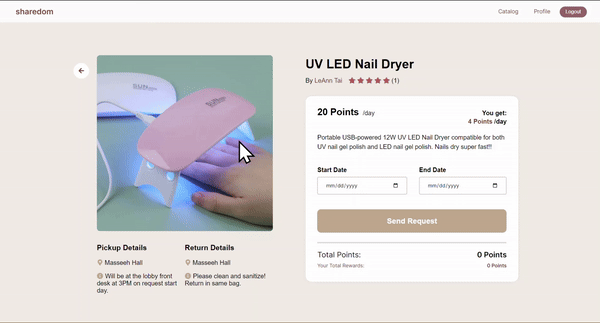 sharedom
Catalog
Profile
Logout
UV LED Nail Dryer
By LeAnn Tai (1)
20 Points /day
You get:
4 Points /day
Portable USB-powered 12W UV LED Nail Dryer compatible for both
UV nail gel polish and LED nail gel polish. Nails dry super fast!!
Start Date
End Date
mm/dd/yyyy
mm/dd/yyyy
Send Request
Total Points:
0 Points
Your Total Rewards:
0 Points
Pickup Details
Masseeh Hall
Will be at the lobby front
desk at 3PM on request start
day.
Return Details
Masseeh Hall
Please clean and sanitize!
Return in same bag.